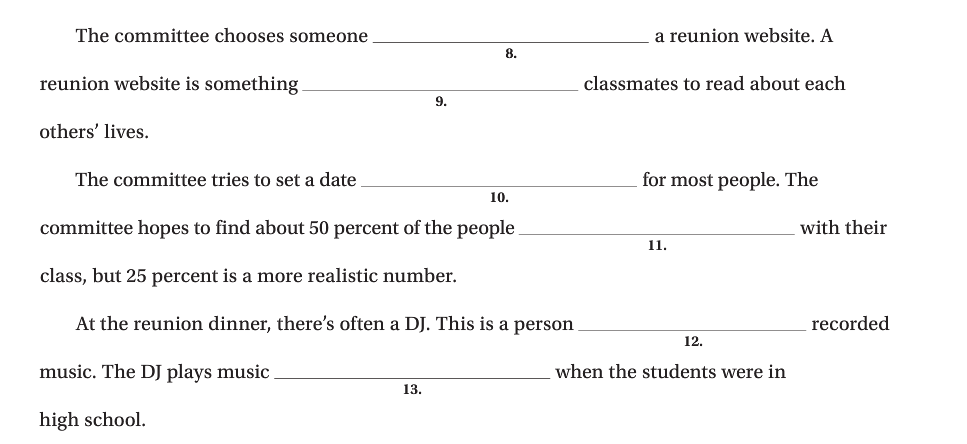 The committee chooses someone ______________ a reunion website. A
8.
reunion website is something ______________ classmates to read about each
9.
others' lives.
The committee tries to set a date ______________ for most people. The
10.
committee hopes to find about 50 percent of the people ______________ with their
11.
class, but 25 percent is a more realistic number.
At the reunion dinner, there's often a DJ. This is a person ______________ recorded
12.
music. The DJ plays music ______________ when the students were in
13.
high school.